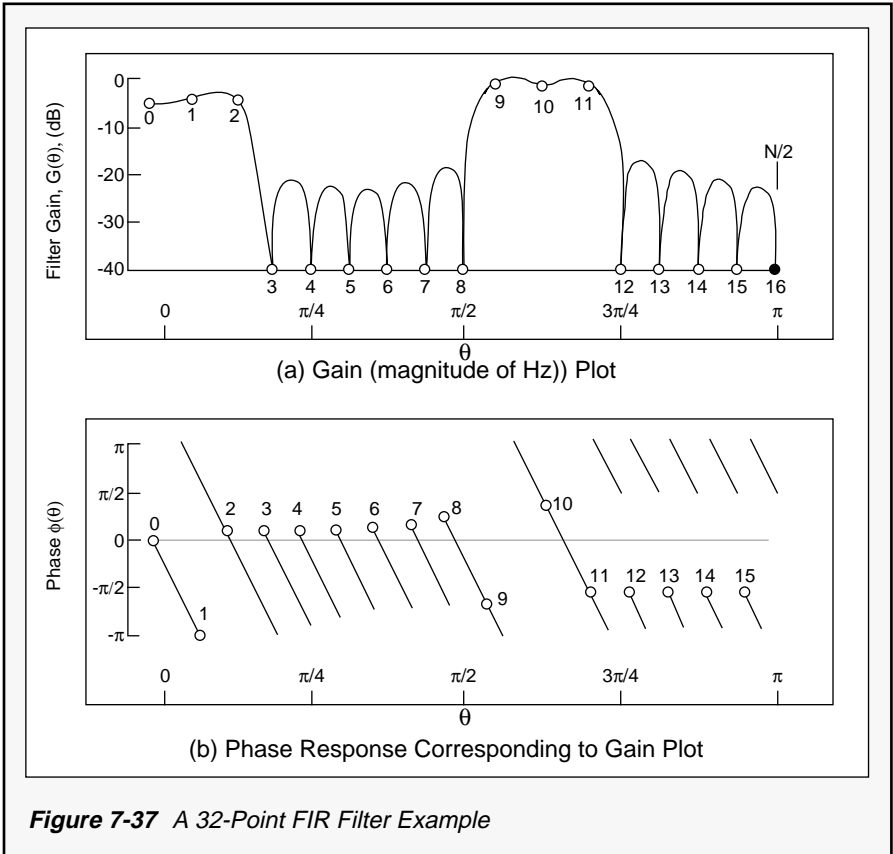 0
-10
-20
-30
-40
Filter Gain, G(θ), (dB)
0 1 2 9 10 11
N/2
3 4 5 6 7 8 12 13 14 15 16
0 π/4 π/2 3π/4 π
θ
(a) Gain (magnitude of Hz)) Plot
π
π/2
0
-π/2
-π
Phase ϕ(θ)
0 1 2 3 4 5 6 7 8 9 10 11 12 13 14 15
0 π/4 π/2 3π/4 π
θ
(b) Phase Response Corresponding to Gain Plot
Figure 7-37 A 32-Point FIR Filter Example